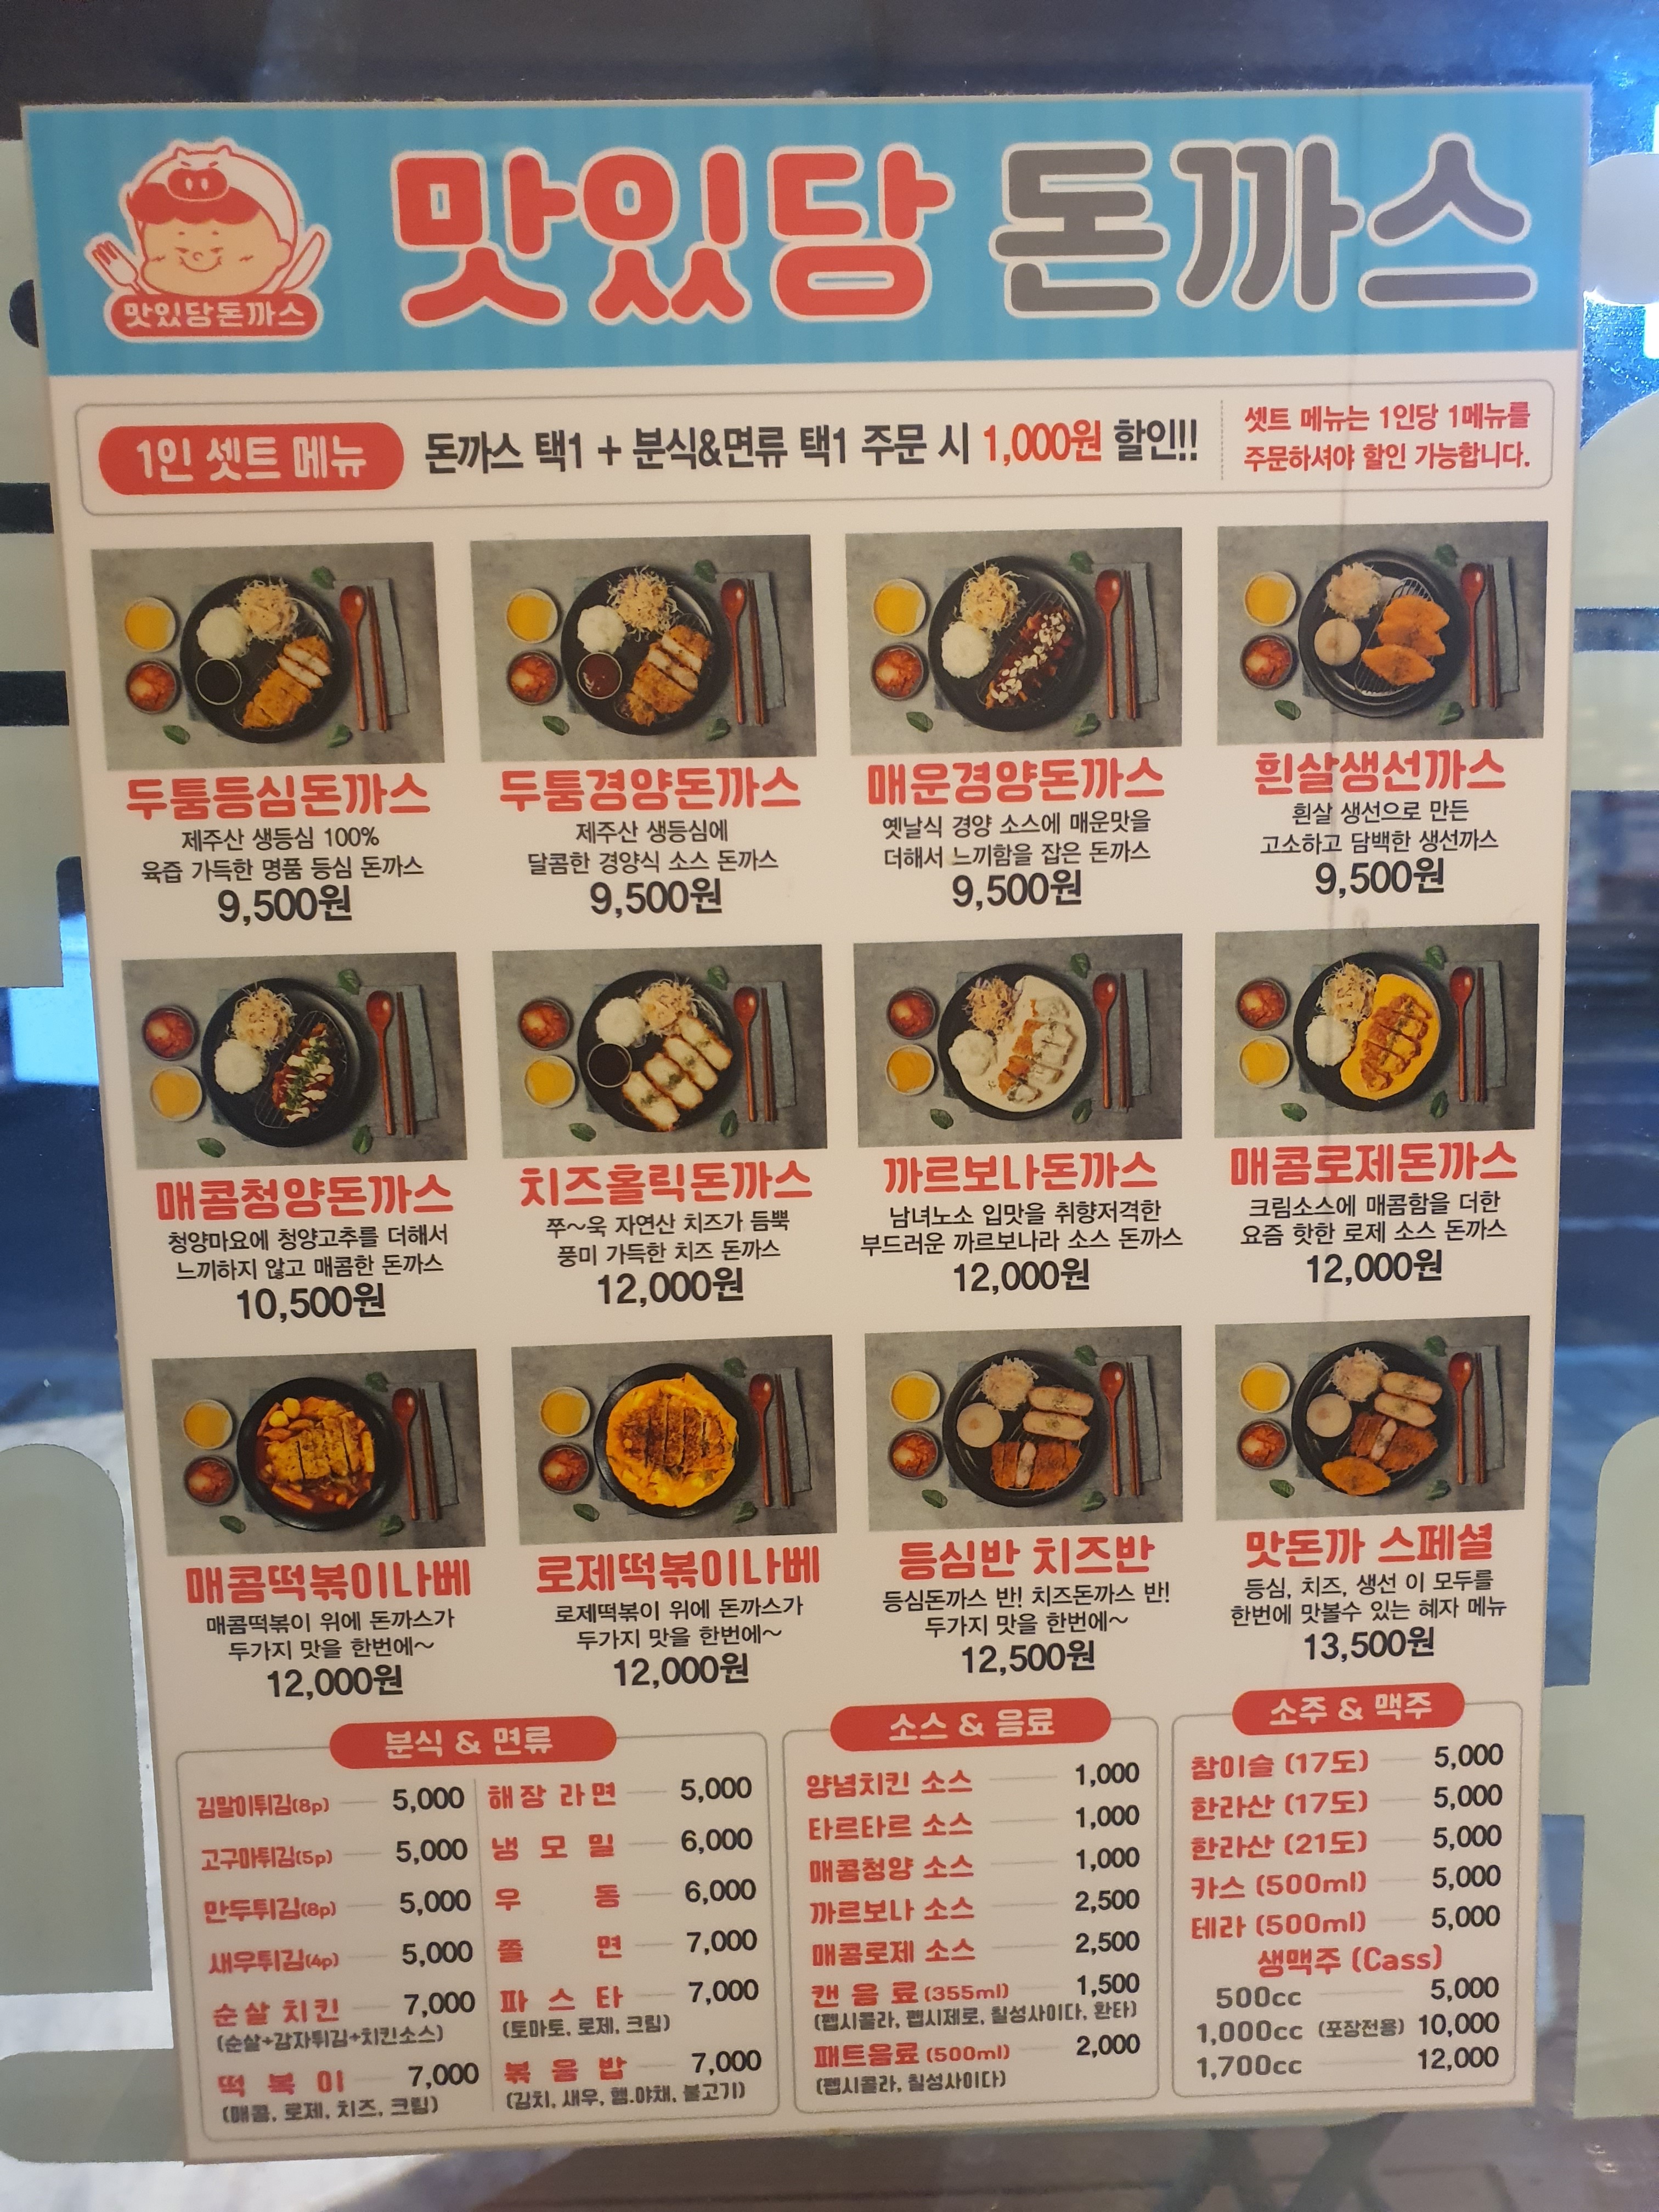 맛있당돈까스
맛있당 돈까스
1인 셋트 메뉴
돈까스 택1 + 분식&면류 택1 주문 시 1,000원 할인!!
셋트 메뉴는 1인당 1메뉴를
주문하셔야 할인 가능합니다.
두툼등심돈까스
제주산 생등심 100%
육즙 가득한 명품 등심 돈까스
9,500원
두툼경양돈까스
제주산 생등심에
달콤한 경양식 소스 돈까스
9,500원
매운경양돈까스
옛날식 경양 소스에 매운맛을
더해서 느끼함을 잡은 돈까스
9,500원
흰살생선까스
흰살 생선으로 만든
고소하고 담백한 생선까스
9,500원
매콤청양돈까스
청양마요에 청양고추를 더해서
느끼하지 않고 매콤한 돈까스
10,500원
치즈홀릭돈까스
쭈~욱 자연산 치즈가 듬뿍
풍미 가득한 치즈 돈까스
12,000원
까르보나돈까스
남녀노소 입맛을 취향저격한
부드러운 까르보나라 소스 돈까스
12,000원
매콤로제돈까스
크림소스에 매콤함을 더한
요즘 핫한 로제 소스 돈까스
12,000원
매콤떡볶이나베
매콤떡볶이 위에 돈까스가
두가지 맛을 한번에~
12,000원
로제떡볶이나베
로제떡볶이 위에 돈까스가
두가지 맛을 한번에~
12,000원
등심반 치즈반
등심돈까스 반! 치즈돈까스 반!
두가지 맛을 한번에~
12,500원
맛돈까 스페셜
등심, 치즈, 생선 이 모두를
한번에 맛볼수 있는 혜자 메뉴
13,500원
분식 & 면류
김말이튀김(8p) 5,000
고구마튀김(5p) 5,000
만두튀김(8p) 5,000
새우튀김(4p) 5,000
순살 치킨 7,000
(순살+감자튀김+치킨소스)
떡 볶 이 7,000
(매콤, 로제, 치즈, 크림)
해장 라면 5,000
냉 모 밀 6,000
우 동 6,000
쫄 면 7,000
파 스 타 7,000
(토마토, 로제, 크림)
볶 음 밥 7,000
(김치, 새우, 햄.야채, 불고기)
소스 & 음료
양념치킨 소스 1,000
타르타르 소스 1,000
매콤청양 소스 1,000
까르보나 소스 2,500
매콤로제 소스 2,500
캔 음 료 (355ml) 1,500
(펩시콜라, 펩시제로, 칠성사이다, 환타)
패트음료 (500ml) 2,000
(펩시콜라, 칠성사이다)
소주 & 맥주
참이슬 (17도) 5,000
한라산 (17도) 5,000
한라산 (21도) 5,000
카스 (500ml) 5,000
테라 (500ml) 5,000
생맥주 (Cass)
500cc 5,000
1,000cc (포장전용) 10,000
1,700cc 12,000